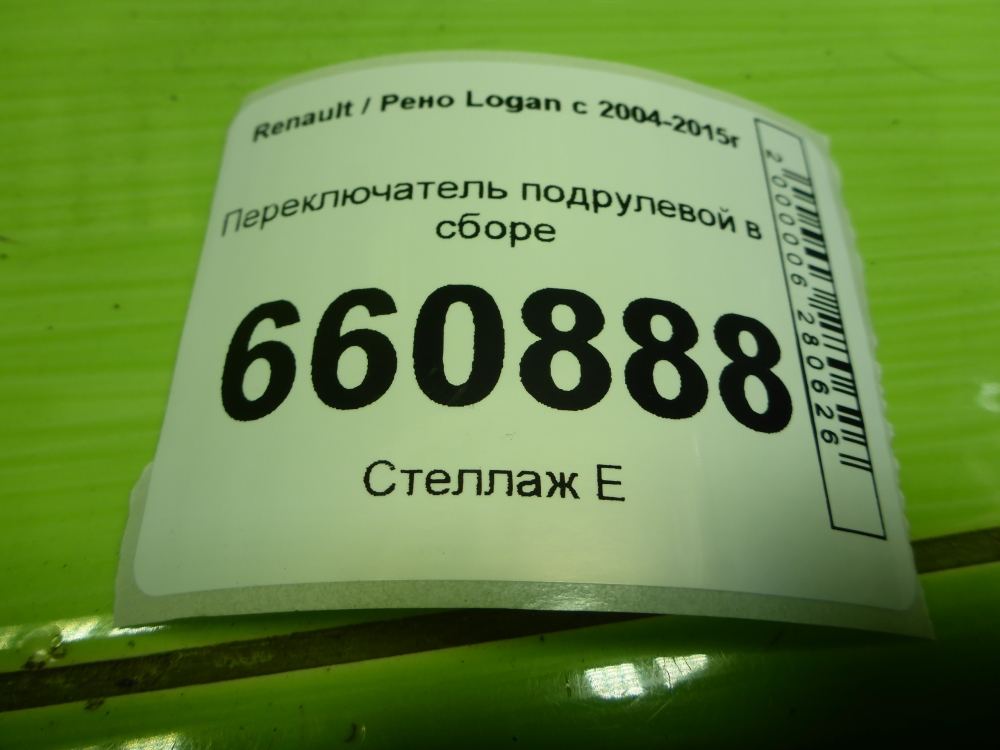 Renault / Рено Logan с 2004-2015г
Переключатель подрулевой в
сборе
660888
Стеллаж Е
2000006280626